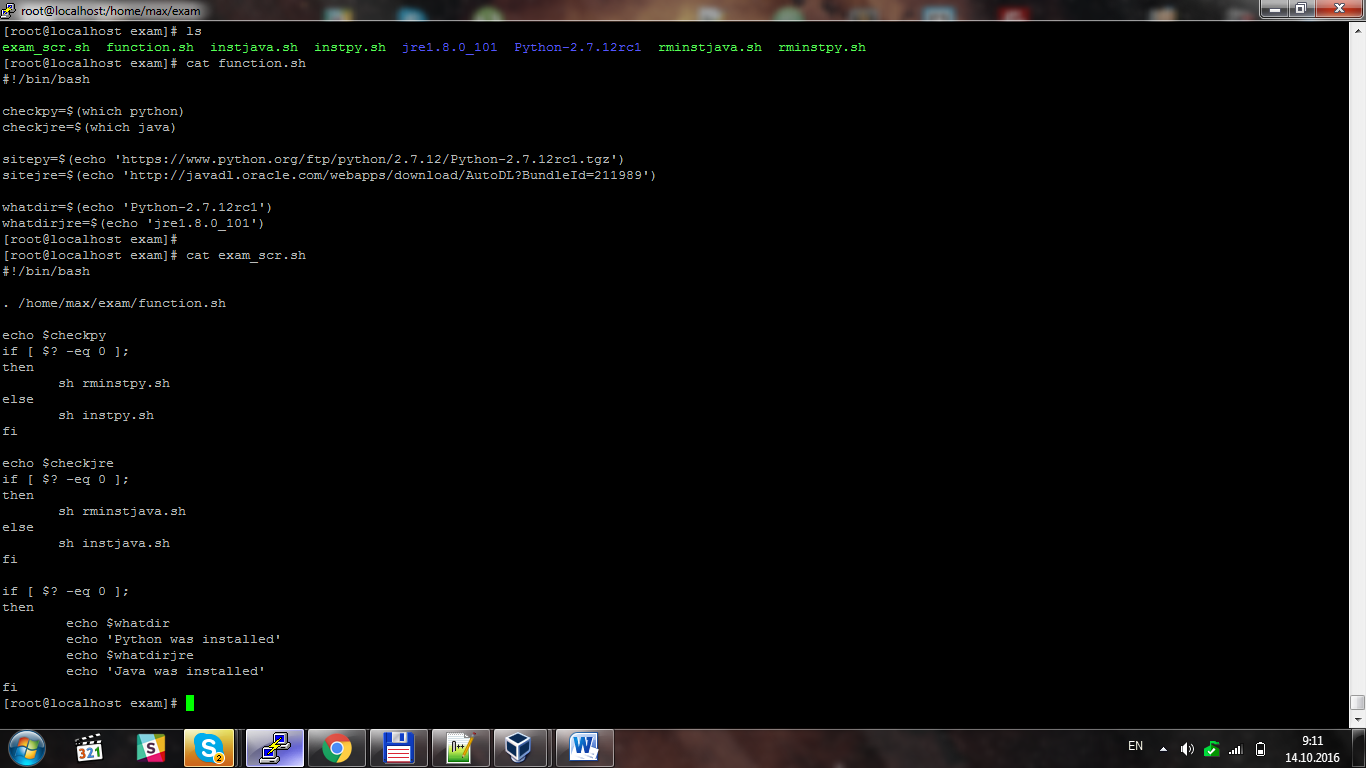 root@localhost:/home/max/exam
[root@localhost exam]# ls
exam_scr.sh  function.sh  instjava.sh  instpy.sh  jre1.8.0_101  Python-2.7.12rc1  rminstjava.sh  rminstpy.sh
[root@localhost exam]# cat function.sh
#!/bin/bash

checkpy=$(which python)
checkjre=$(which java)

sitepy=$(echo 'https://www.python.org/ftp/python/2.7.12/Python-2.7.12rc1.tgz')
sitejre=$(echo 'http://javadl.oracle.com/webapps/download/AutoDL?BundleId=211989')

whatdir=$(echo 'Python-2.7.12rc1')
whatdirjre=$(echo 'jre1.8.0_101')
[root@localhost exam]#
[root@localhost exam]# cat exam_scr.sh
#!/bin/bash

. /home/max/exam/function.sh

echo $checkpy
if [ $? -eq 0 ];
then
       sh rminstpy.sh
else
       sh instpy.sh
fi

echo $checkjre
if [ $? -eq 0 ];
then
       sh rminstjava.sh
else
       sh instjava.sh
fi

if [ $? -eq 0 ];
then
        echo $whatdir
        echo 'Python was installed'
        echo $whatdirjre
        echo 'Java was installed'
fi
[root@localhost exam]#
321
S
S
2
W
EN
9:11
14.10.2016